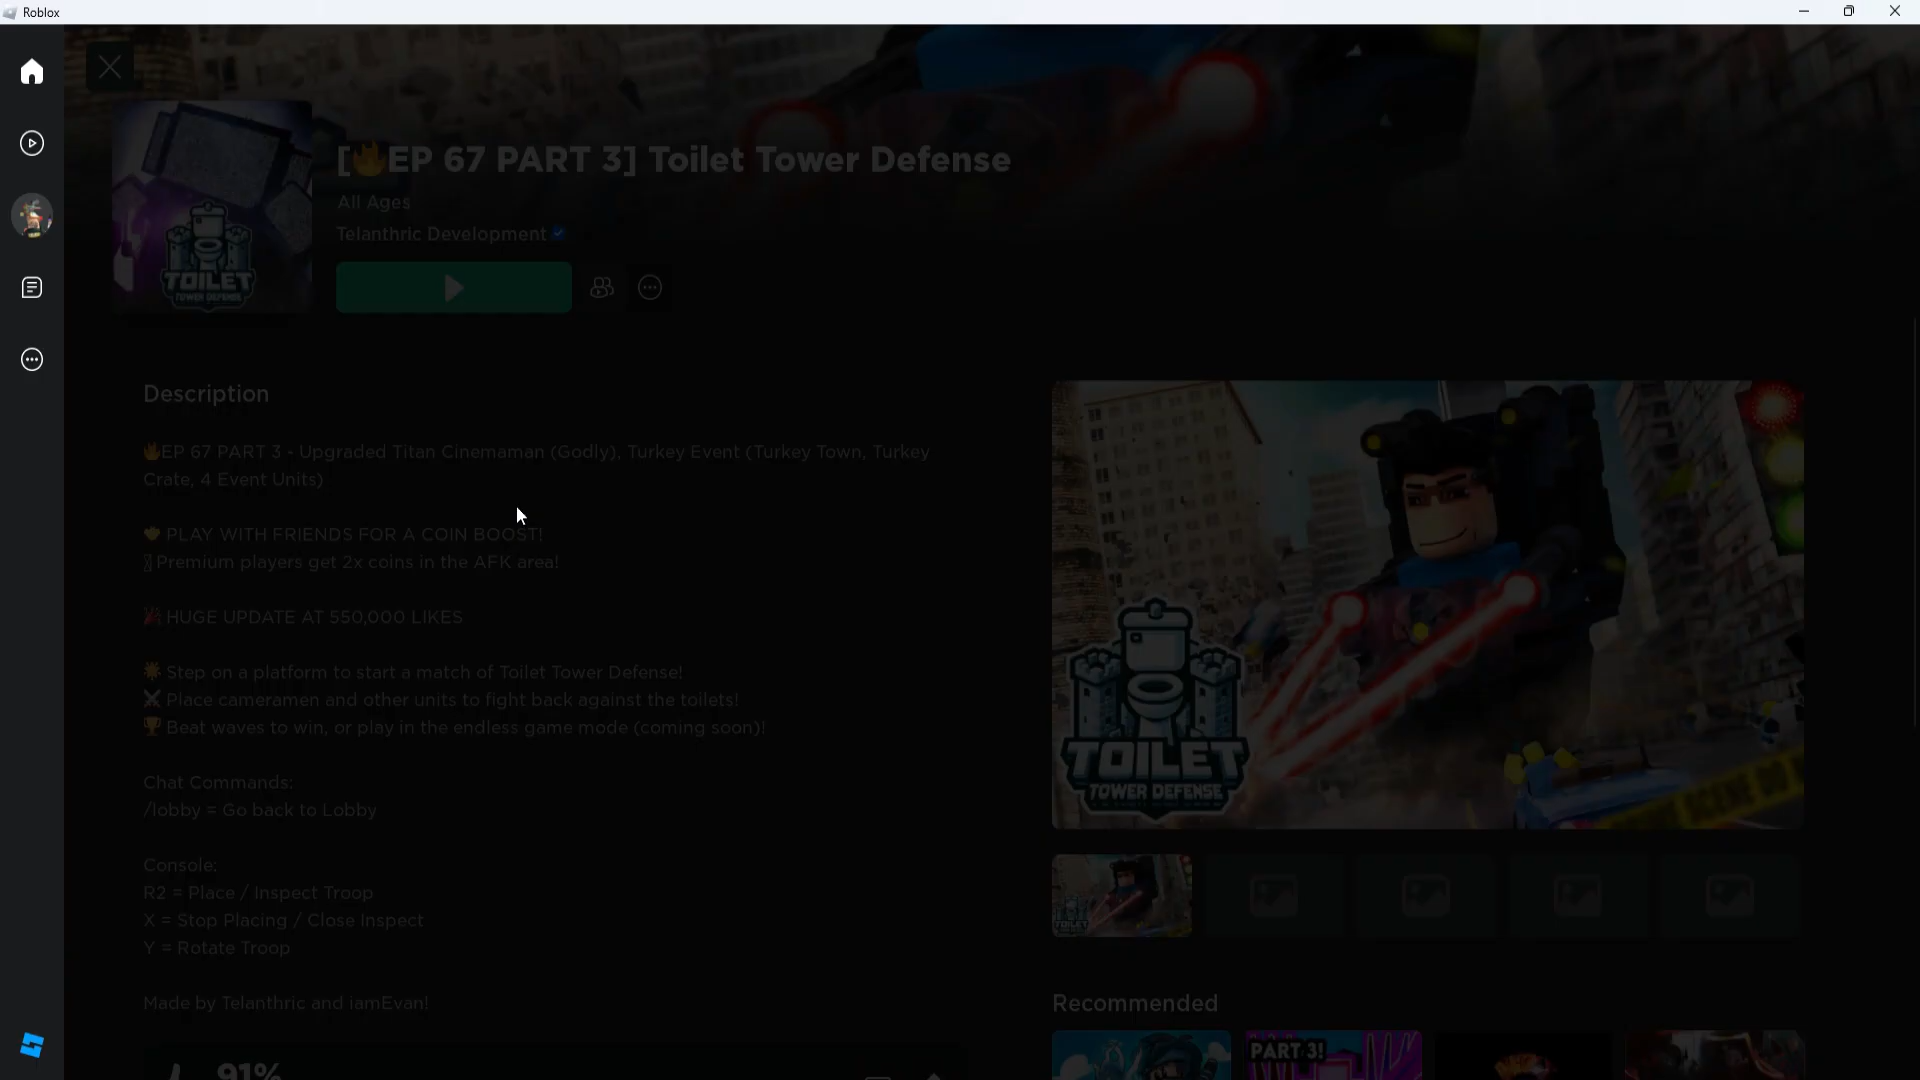 Roblox
[🔥EP 67 PART 3] Toilet Tower Defense
All Ages
Telanthric Development
TOILET
TOWER DEFENSE
Description
🔥EP 67 PART 3 - Upgraded Titan Cinemaman (Godly), Turkey Event (Turkey Town, Turkey
Crate, 4 Event Units)
PLAY WITH FRIENDS FOR A COIN BOOST!
Premium players get 2x coins in the AFK area!
🎉 HUGE UPDATE AT 550,000 LIKES
Step on a platform to start a match of Toilet Tower Defense!
⚔ Place cameramen and other units to fight back against the toilets!
🏆 Beat waves to win, or play in the endless game mode (coming soon)!
Chat Commands:
/lobby = Go back to Lobby
Console:
R2 = Place / Inspect Troop
X = Stop Placing / Close Inspect
Y = Rotate Troop
Made by Telanthric and iamEvan!
91%
TOILET
TOWER DEFENSE
SCENE DO
TOILET
Recommended
PART 3!